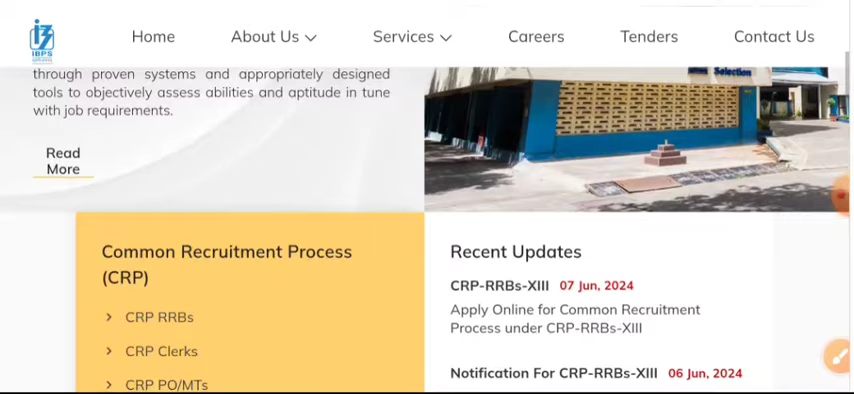 IBPS
Home
About Us
Services
Careers
Tenders
Contact Us
through proven systems and appropriately designed
tools to objectively assess abilities and aptitude in tune
with job requirements.
Selection
Read
More
Common Recruitment Process
(CRP)
CRP RRBs
CRP Clerks
CRP PO/MTs
Recent Updates
CRP-RRBs-XIII 07 Jun, 2024
Apply Online for Common Recruitment
Process under CRP-RRBs-XIII
Notification For CRP-RRBs-XIII 06 Jun, 2024